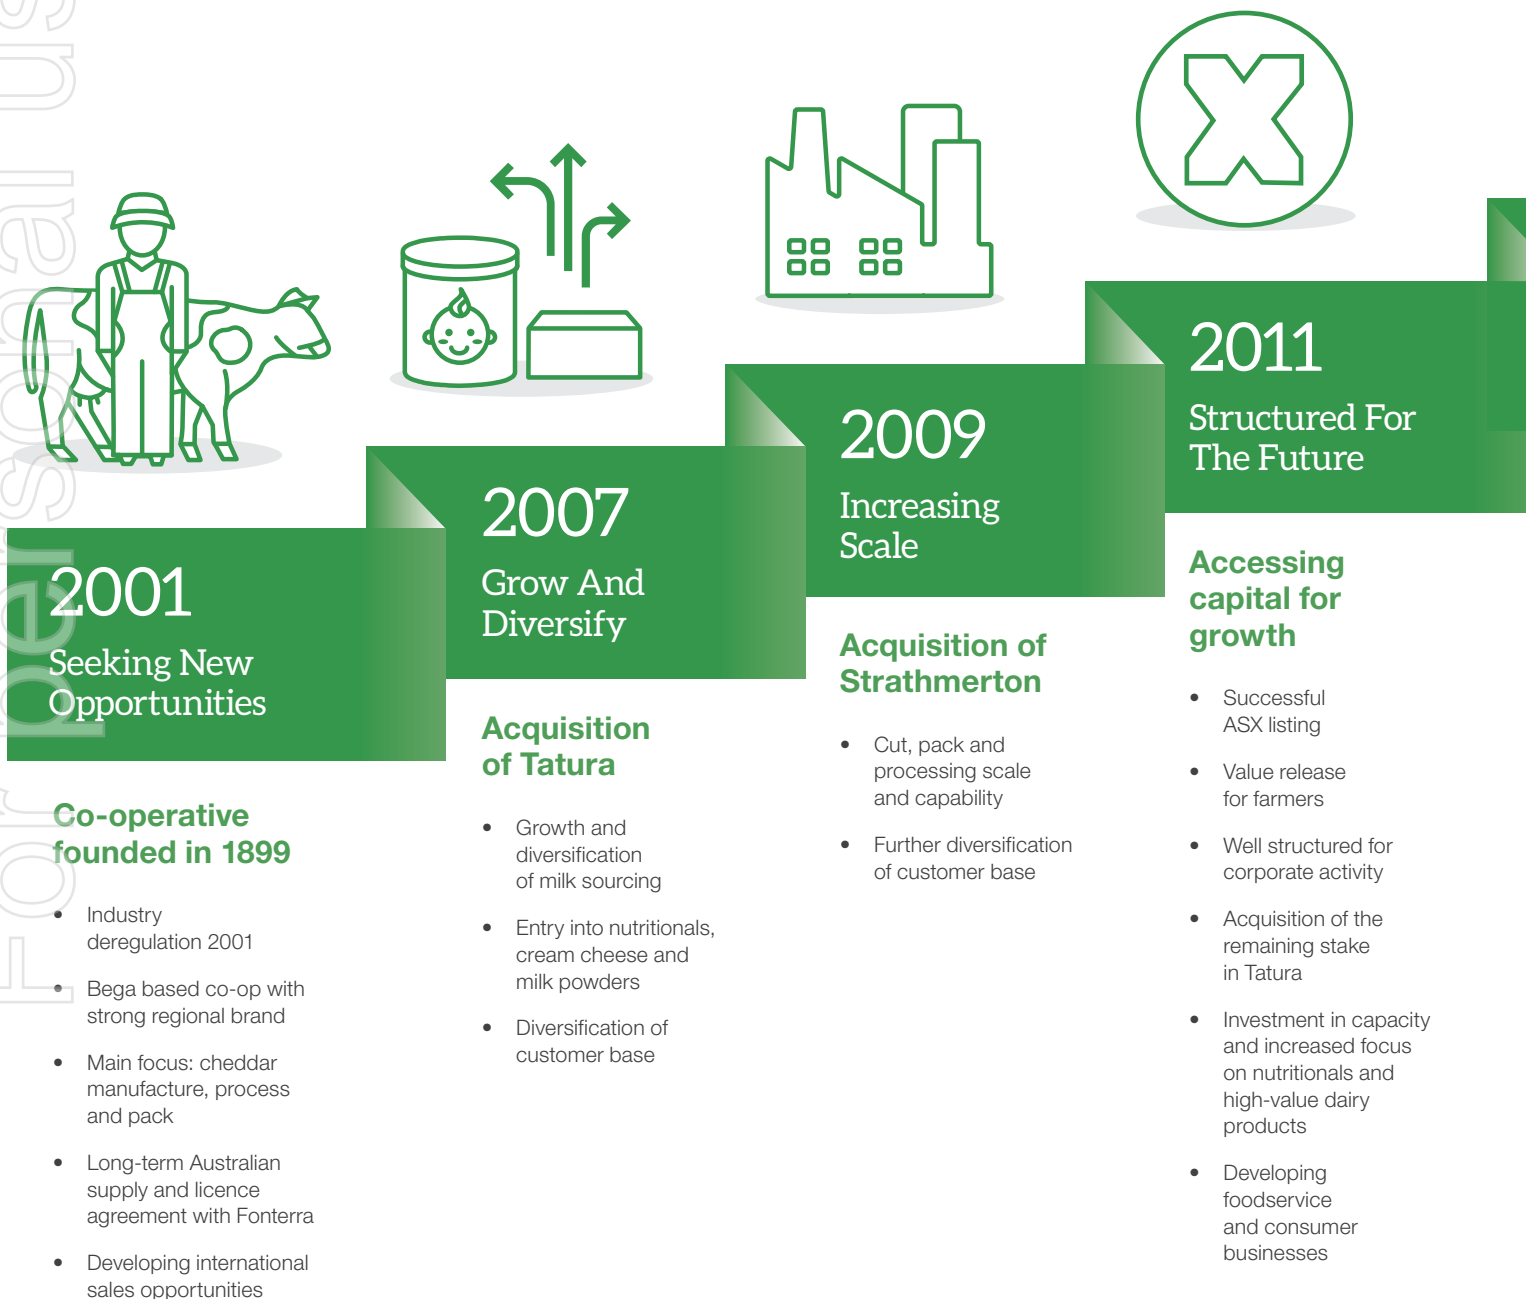 For personal us
2001
Seeking New
Opportunities
Co-operative
founded in 1899
• Industry
deregulation 2001
• Bega based co-op with
strong regional brand
• Main focus: cheddar
manufacture, process
and pack
• Long-term Australian
supply and licence
agreement with Fonterra
• Developing international
sales opportunities
2007
Grow And
Diversify
Acquisition
of Tatura
• Growth and
diversification
of milk sourcing
• Entry into nutritionals,
cream cheese and
milk powders
• Diversification of
customer base
2009
Increasing
Scale
Acquisition of
Strathmerton
• Cut, pack and
processing scale
and capability
• Further diversification
of customer base
2011
Structured For
The Future
Accessing
capital for
growth
• Successful
ASX listing
• Value release
for farmers
• Well structured for
corporate activity
• Acquisition of the
remaining stake
in Tatura
• Investment in capacity
and increased focus
on nutritionals and
high-value dairy
products
• Developing
foodservice
and consumer
businesses